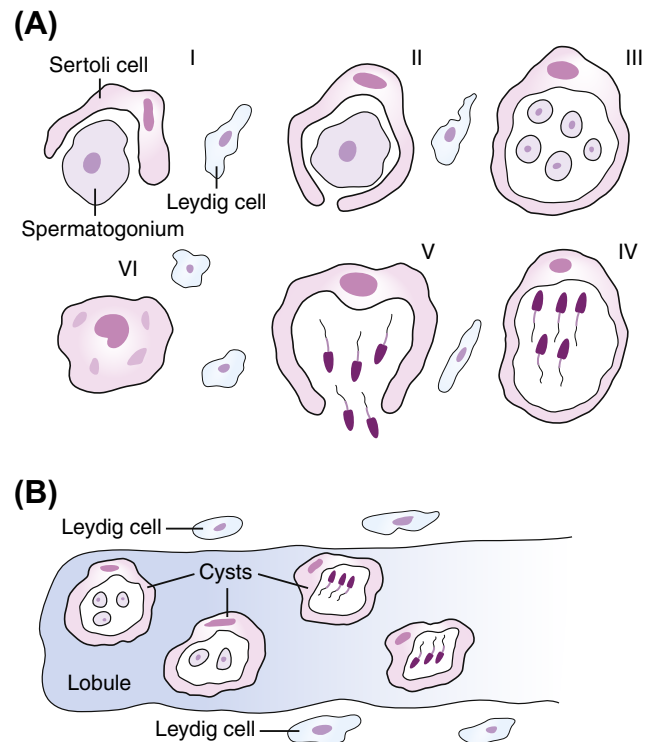 (A)
Sertoli cell
I
II
III
Leydig cell
Spermatogonium
VI
V
IV
(B)
Leydig cell
Cysts
Lobule
Leydig cell